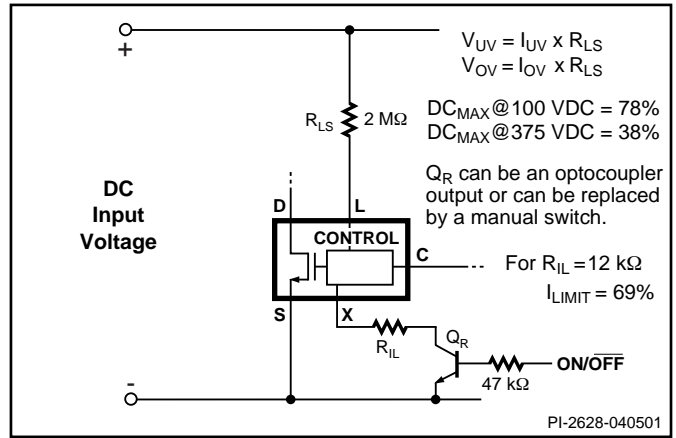 +
V_UV = I_UV x R_LS
V_OV = I_OV x R_LS
R_LS 2 MΩ
DC_MAX@100 VDC = 78%
DC_MAX@375 VDC = 38%
Q_R can be an optocoupler
output or can be replaced
by a manual switch.
DC
Input
Voltage
D L
CONTROL
C
For R_IL = 12 kΩ
I_LIMIT = 69%
S X
R_IL
Q_R
47 kΩ
ON/O̅F̅F̅
-
PI-2628-040501